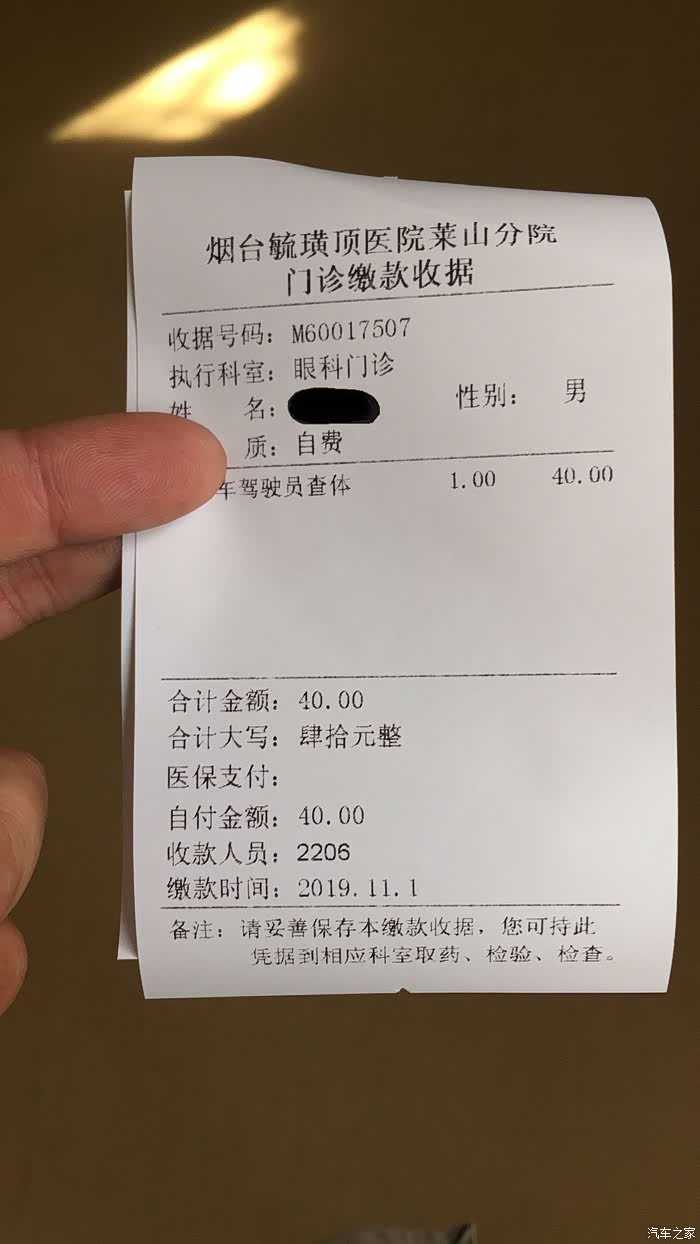 烟台毓璜顶医院莱山分院
门诊缴款收据
收据号码：M60017507
执行科室：眼科门诊
姓 名： 性别： 男
质：自费
车驾驶员查体 1.00 40.00
合计金额：40.00
合计大写：肆拾元整
医保支付：
自付金额：40.00
收款人员：2206
缴款时间：2019.11.1
备注：请妥善保存本缴款收据，您可持此
凭据到相应科室取药、检验、检查。
汽车之家